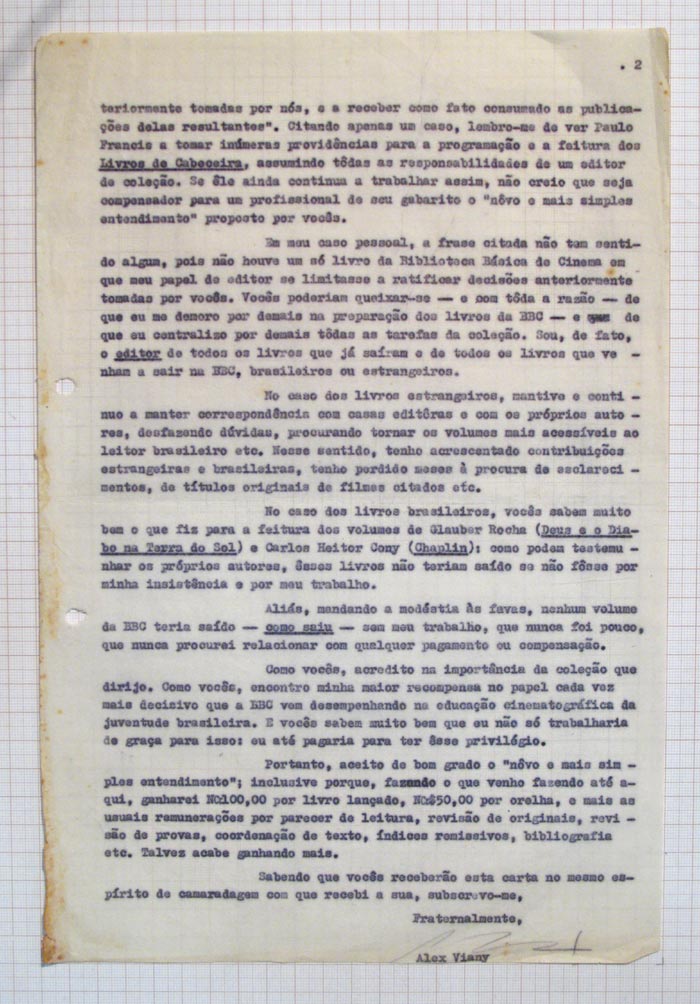 . 2
teriormente tomadas por nós, e a receber como fato consumado as publica-
ções delas resultantes". Citando apenas um caso, lembro-me de ver Paulo
Francis a tomar inúmeras providências para a programação e a feitura dos
Livros de Cabeceira, assumindo tôdas as responsabilidades de um editor
de coleção. Se êle ainda continua a trabalhar assim, não creio que seja
compensador para um profissional de seu gabarito o "nôvo e mais simples
entendimento" proposto por vocês.
Em meu caso pessoal, a frase citada não tem senti-
do algum, pois não houve um só livro da Biblioteca Básica de Cinema em
que meu papel de editor se limitasse a ratificar decisões anteriormente
tomadas por vocês. Vocês poderiam queixar-se — e com tôda a razão — de
que eu me demoro por demais na preparação dos livros da BBC — e de
que eu centralizo por demais tôdas as tarefas da coleção. Sou, de fato,
o editor de todos os livros que já saíram e de todos os livros que ve -
nham a sair na BBC, brasileiros ou estrangeiros.
No caso dos livros estrangeiros, mantive e conti -
nuo a manter correspondência com casas editôras e com os próprios auto -
res, desfazendo dúvidas, procurando tornar os volumes mais acessíveis ao
leitor brasileiro etc. Nesse sentido, tenho acrescentado contribuições
estrangeiras e brasileiras, tenho perdido meses à procura de esclareci-
mentos, de títulos originais de filmes citados etc.
No caso dos livros brasileiros, vocês sabem muito
bem o que fiz para a feitura dos volumes de Glauber Rocha (Deus e o Dia-
bo na Terra do Sol) e Carlos Heitor Cony (Chaplin): como podem testemu -
nhar os próprios autores, êsses livros não teriam saído se não fôsse por
minha insistência e por meu trabalho.
Aliás, mandando a modéstia às favas, nenhum volume
da BBC teria saído — como saiu — sem meu trabalho, que nunca foi pouco,
que nunca procurei relacionar com qualquer pagamento ou compensação.
Como vocês, acredito na importância da coleção que
dirijo. Como vocês, encontro minha maior recompensa no papel cada vez
mais decisivo que a BBC vem desempenhando na educação cinematográfica da
juventude brasileira. E vocês sabem muito bem que eu não só trabalharia
de graça para isso: eu até pagaria para ter êsse privilégio.
Portanto, aceito de bom grado o "nôvo e mais sim -
ples entendimento"; inclusive porque, fazendo o que venho fazendo até a-
qui, ganharei NCr$100,00 por livro lançado, NCr$50,00 por orelha, e mais as
usuais remunerações por parecer de leitura, revisão de originais, revi -
são de provas, coordenação de texto, índices remissivos, bibliografia
etc. Talvez acabe ganhando mais.
Sabendo que vocês receberão esta carta no mesmo es-
pírito de camaradagem com que recebi a sua, subscrevo-me,
Fraternalmente,
Alex Viany